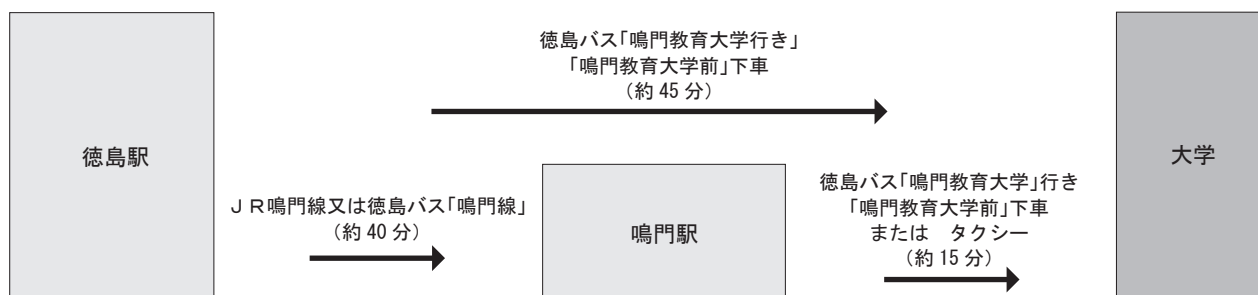 徳島駅
徳島バス「鳴門教育大学行き」
「鳴門教育大学前」下車
（約 45 分）
大学
ＪＲ鳴門線又は徳島バス「鳴門線」
（約 40 分）
鳴門駅
徳島バス「鳴門教育大学」行き
「鳴門教育大学前」下車
または　タクシー
（約 15 分）